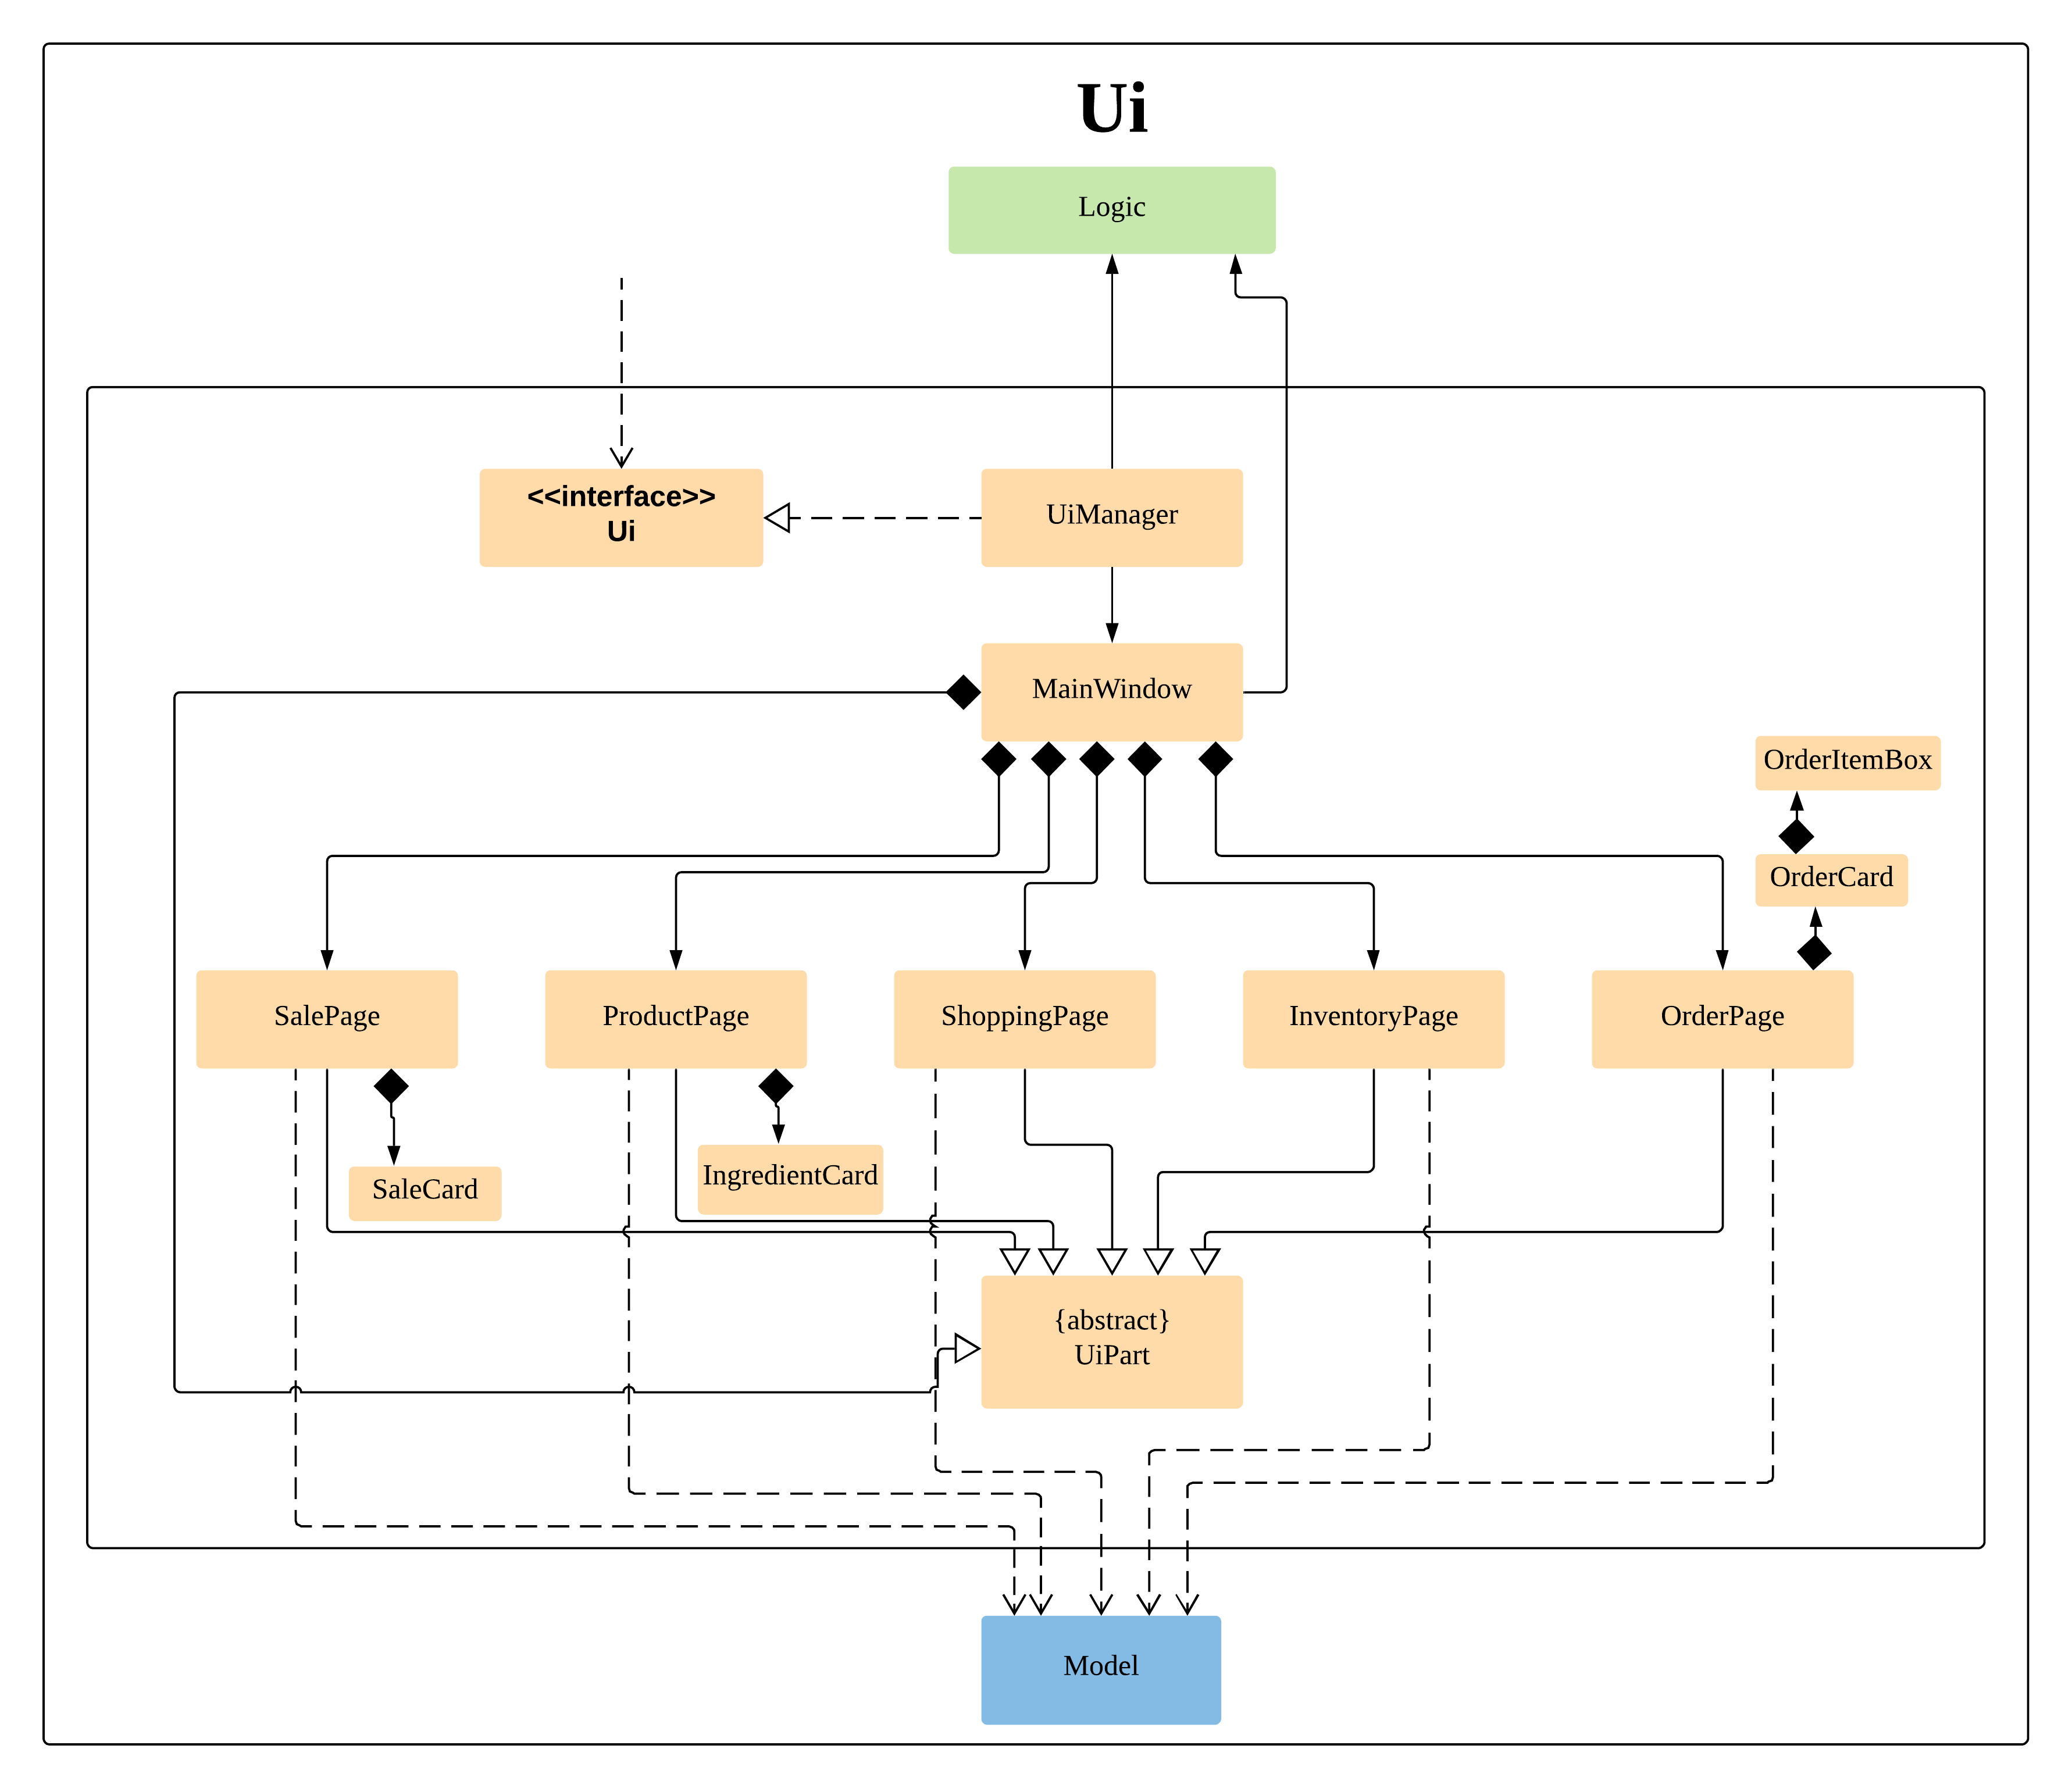 Ui
Logic
<<interface>>
Ui
UiManager
MainWindow
OrderItemBox
OrderCard
SalePage
ProductPage
ShoppingPage
InventoryPage
OrderPage
SaleCard
IngredientCard
{abstract}
UiPart
Model